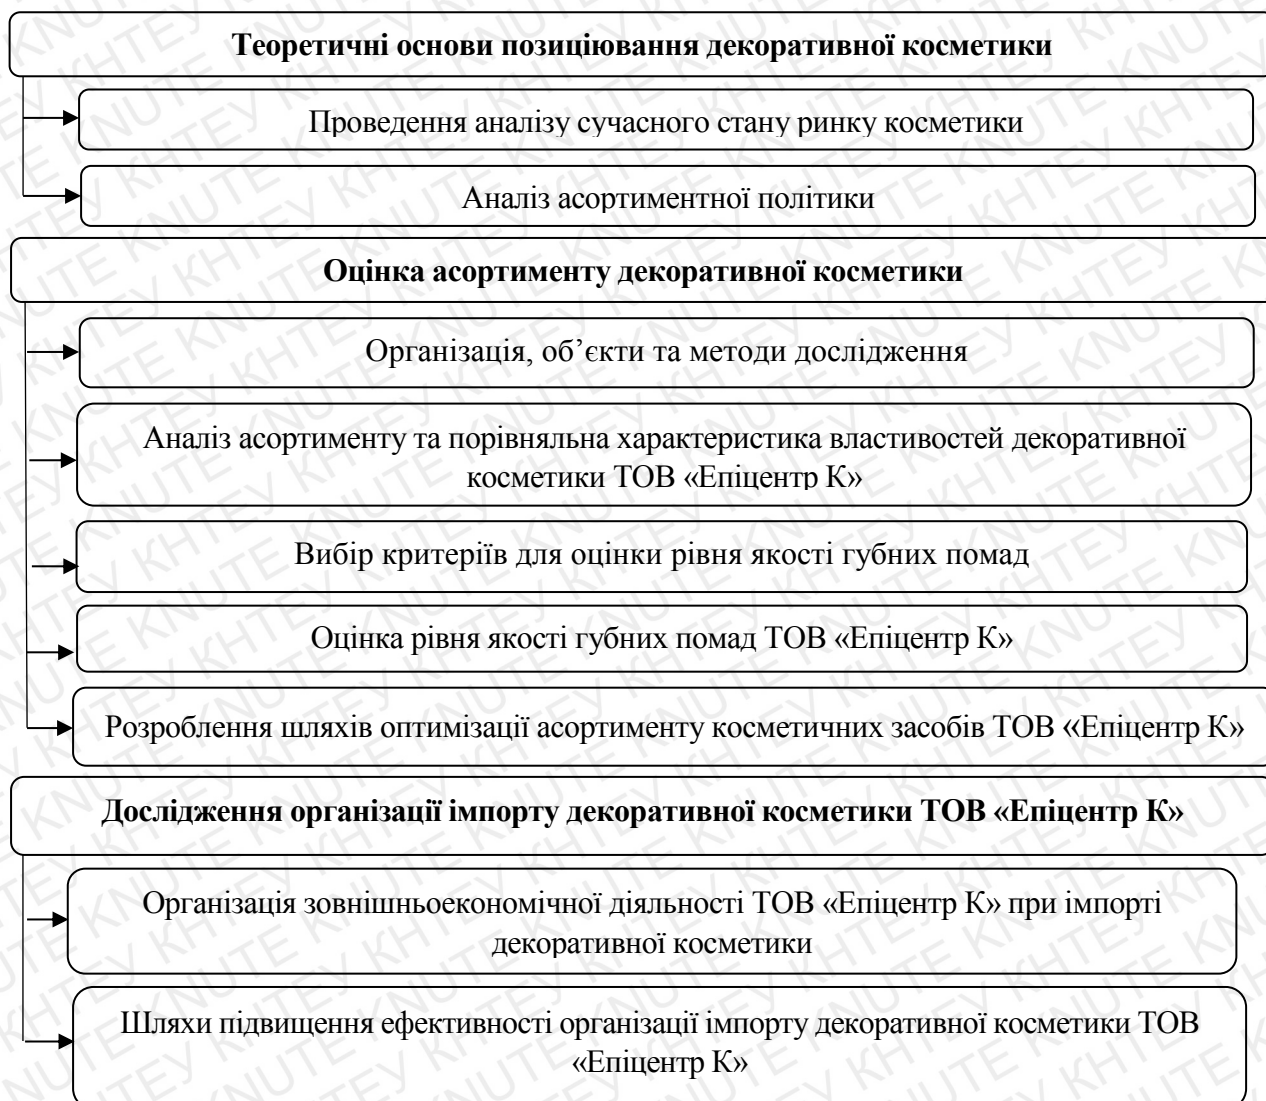 Теоретичні основи позиціювання декоративної косметики
Проведення аналізу сучасного стану ринку косметики
Аналіз асортиментної політики
Оцінка асортименту декоративної косметики
Організація, об’єкти та методи дослідження
Аналіз асортименту та порівняльна характеристика властивостей декоративної
косметики ТОВ «Епіцентр К»
Вибір критеріїв для оцінки рівня якості губних помад
Оцінка рівня якості губних помад ТОВ «Епіцентр К»
Розроблення шляхів оптимізації асортименту косметичних засобів ТОВ «Епіцентр К»
Дослідження організації імпорту декоративної косметики ТОВ «Епіцентр К»
Організація зовнішньоекономічної діяльності ТОВ «Епіцентр К» при імпорті
декоративної косметики
Шляхи підвищення ефективності організації імпорту декоративної косметики ТОВ
«Епіцентр К»